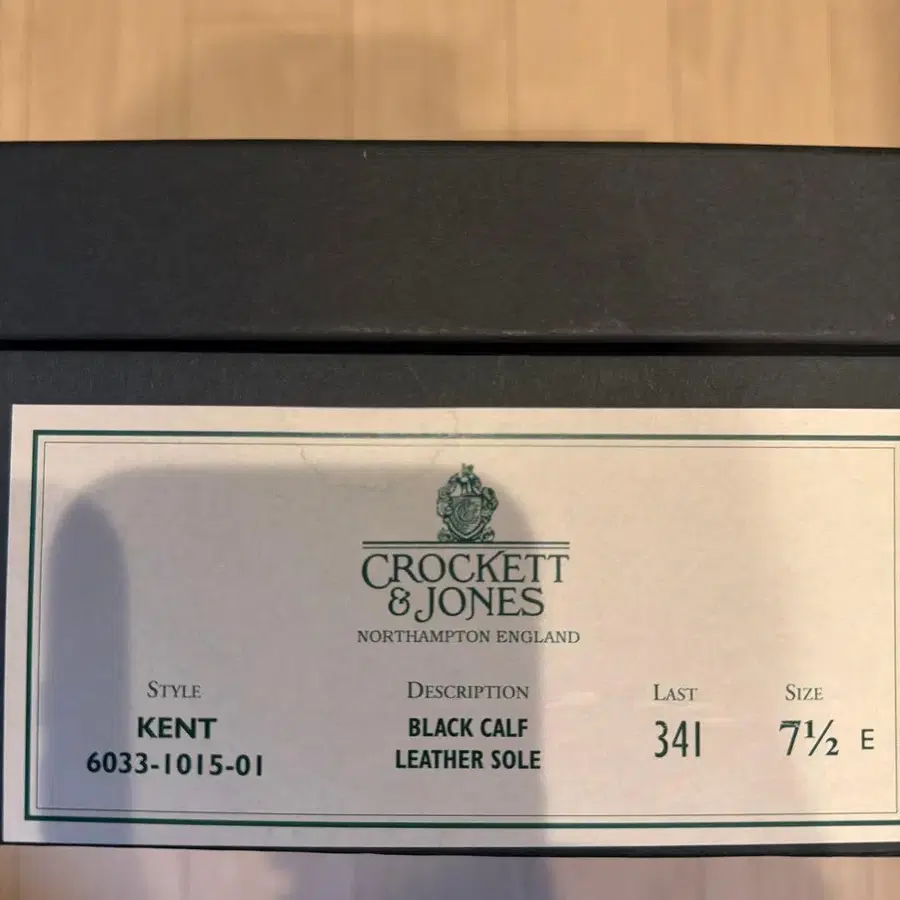 CROCKETT
& JONES
NORTHAMPTON ENGLAND
STYLE DESCRIPTION LAST SIZE
KENT BLACK CALF 341 7½ E
6033-1015-01 LEATHER SOLE